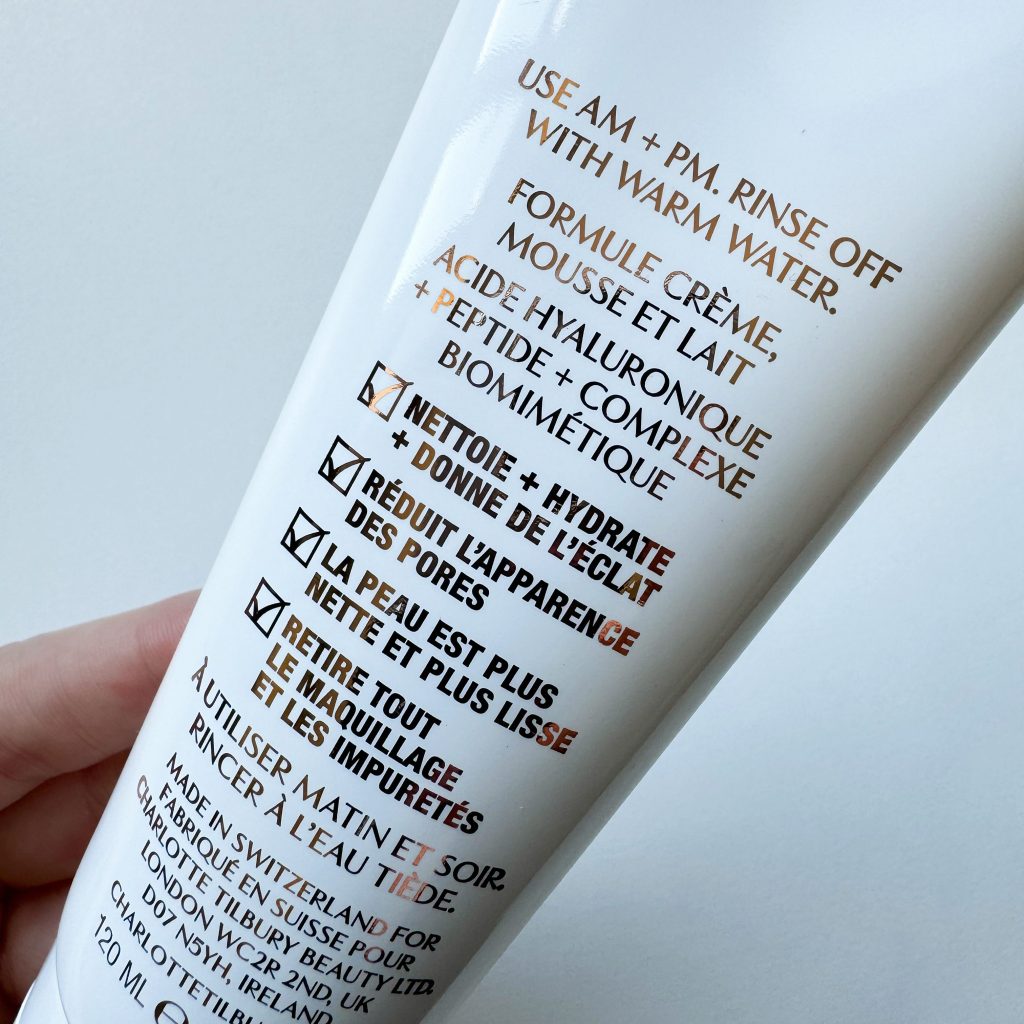 USE AM + PM. RINSE OFF
WITH WARM WATER.
FORMULE CRÈME,
MOUSSE ET LAIT
ACIDE HYALURONIQUE
+ PEPTIDE + COMPLEXE
BIOMIMÉTIQUE
NETTOIE + HYDRATE
+ DONNE DE L'ÉCLAT
RÉDUIT L'APPARENCE
DES PORES
LA PEAU EST PLUS
NETTE ET PLUS LISSE
RETIRE TOUT
LE MAQUILLAGE
ET LES IMPURETÉS
À UTILISER MATIN ET SOIR.
RINCER À L'EAU TIÈDE.
MADE IN SWITZERLAND FOR
FABRIQUÉ EN SUISSE POUR
CHARLOTTE TILBURY BEAUTY LTD.
LONDON WC2R 2ND, UK
D07 N5YH, IRELAND
120 ML ℮